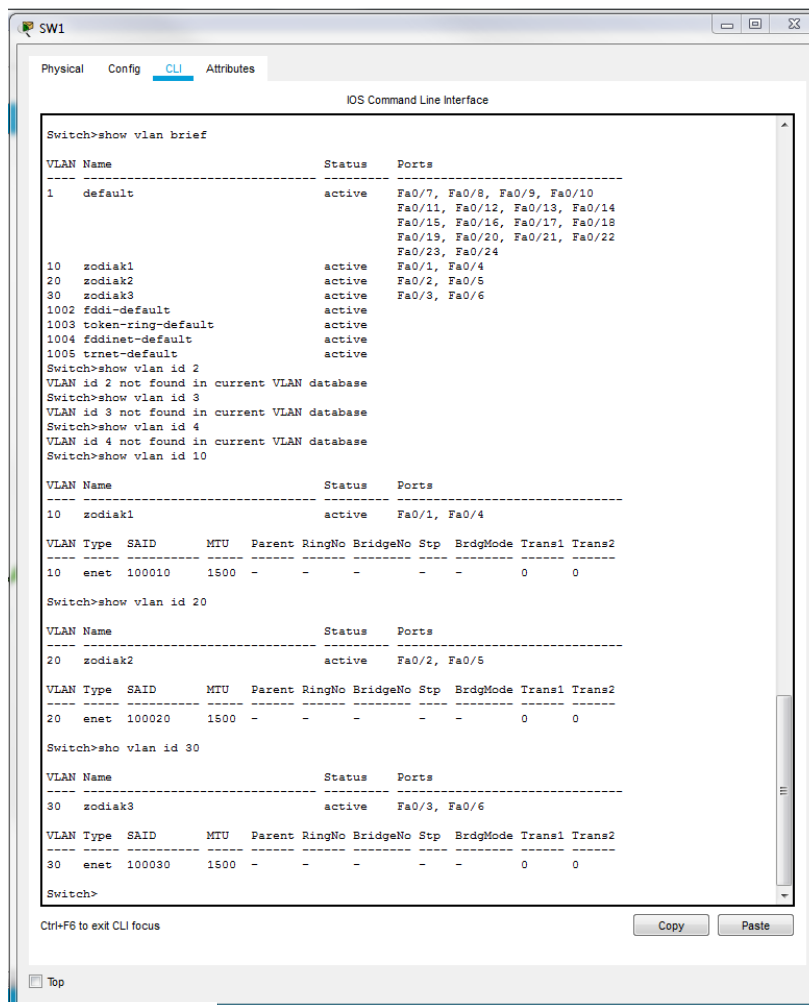 SW1
Physical Config CLI Attributes
IOS Command Line Interface
Switch>show vlan brief
VLAN Name Status Ports
---- -------------------------------- --------- -------------------------------
1 default active Fa0/7, Fa0/8, Fa0/9, Fa0/10
Fa0/11, Fa0/12, Fa0/13, Fa0/14
Fa0/15, Fa0/16, Fa0/17, Fa0/18
Fa0/19, Fa0/20, Fa0/21, Fa0/22
Fa0/23, Fa0/24
10 zodiak1 active Fa0/1, Fa0/4
20 zodiak2 active Fa0/2, Fa0/5
30 zodiak3 active Fa0/3, Fa0/6
1002 fddi-default active
1003 token-ring-default active
1004 fddinet-default active
1005 trnet-default active
Switch>show vlan id 2
VLAN id 2 not found in current VLAN database
Switch>show vlan id 3
VLAN id 3 not found in current VLAN database
Switch>show vlan id 4
VLAN id 4 not found in current VLAN database
Switch>show vlan id 10
VLAN Name Status Ports
---- -------------------------------- --------- -------------------------------
10 zodiak1 active Fa0/1, Fa0/4
VLAN Type SAID MTU Parent RingNo BridgeNo Stp BrdgMode Trans1 Trans2
---- ----- ---------- ----- ------ ------ -------- ---- -------- ------ ------
10 enet 100010 1500 - - - - - 0 0
Switch>show vlan id 20
VLAN Name Status Ports
---- -------------------------------- --------- -------------------------------
20 zodiak2 active Fa0/2, Fa0/5
VLAN Type SAID MTU Parent RingNo BridgeNo Stp BrdgMode Trans1 Trans2
---- ----- ---------- ----- ------ ------ -------- ---- -------- ------ ------
20 enet 100020 1500 - - - - - 0 0
Switch>sho vlan id 30
VLAN Name Status Ports
---- -------------------------------- --------- -------------------------------
30 zodiak3 active Fa0/3, Fa0/6
VLAN Type SAID MTU Parent RingNo BridgeNo Stp BrdgMode Trans1 Trans2
---- ----- ---------- ----- ------ ------ -------- ---- -------- ------ ------
30 enet 100030 1500 - - - - - 0 0
Switch>
Ctrl+F6 to exit CLI focus
Copy Paste
Top